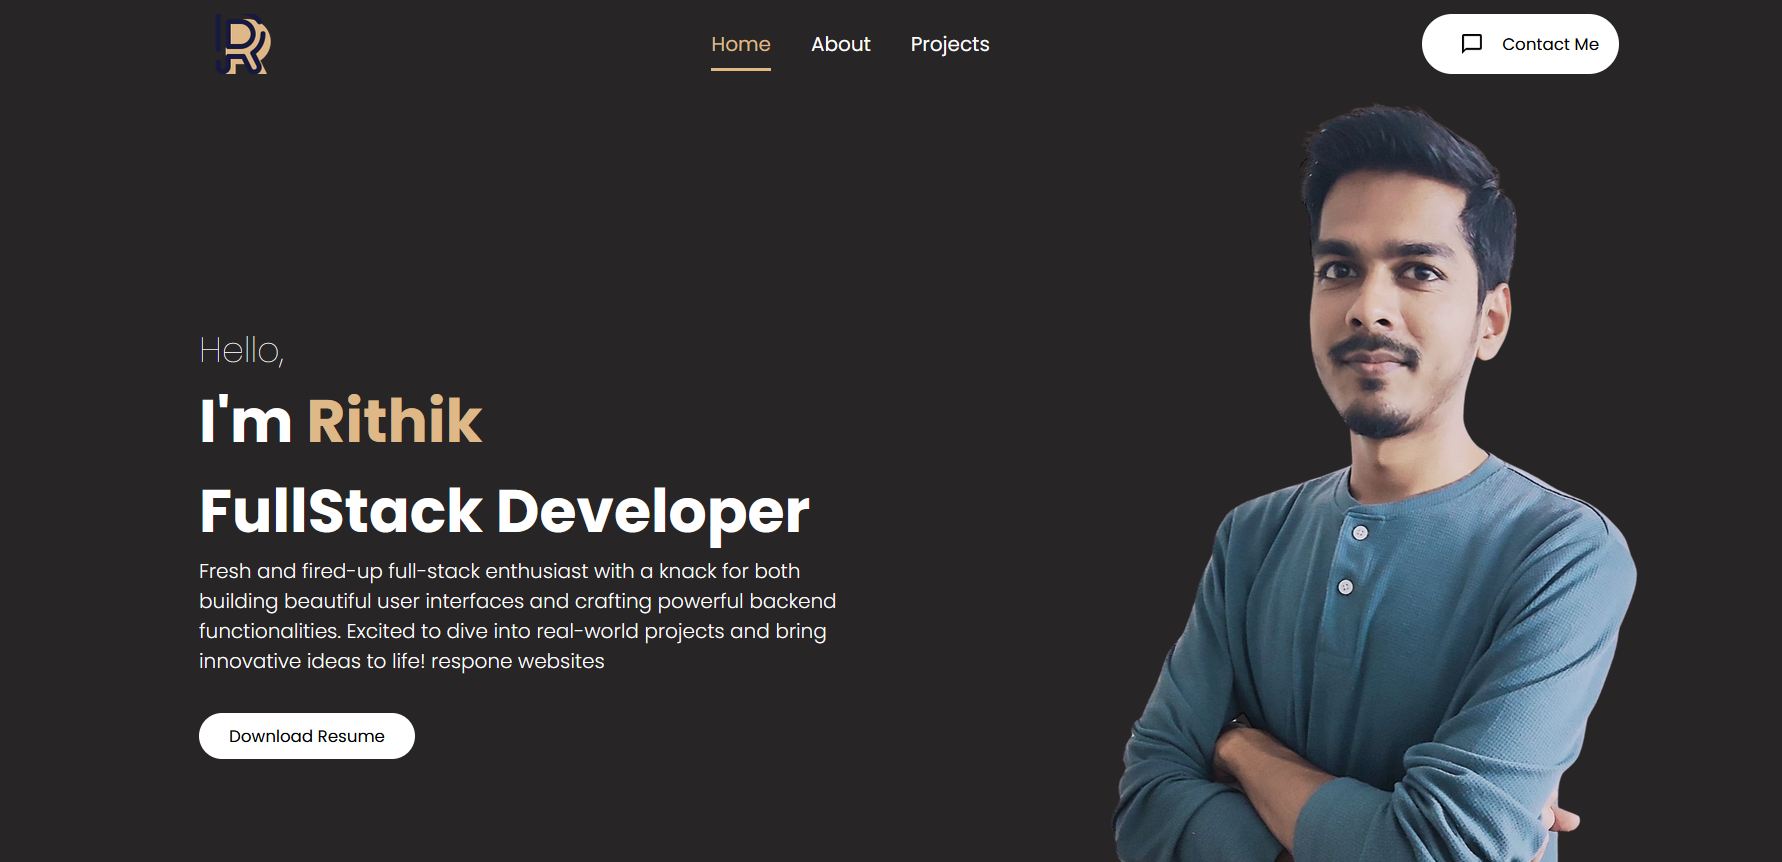 Home
About
Projects
Contact Me
Hello,
I'm Rithik
FullStack Developer
Fresh and fired-up full-stack enthusiast with a knack for both
building beautiful user interfaces and crafting powerful backend
functionalities. Excited to dive into real-world projects and bring
innovative ideas to life! respone websites
Download Resume